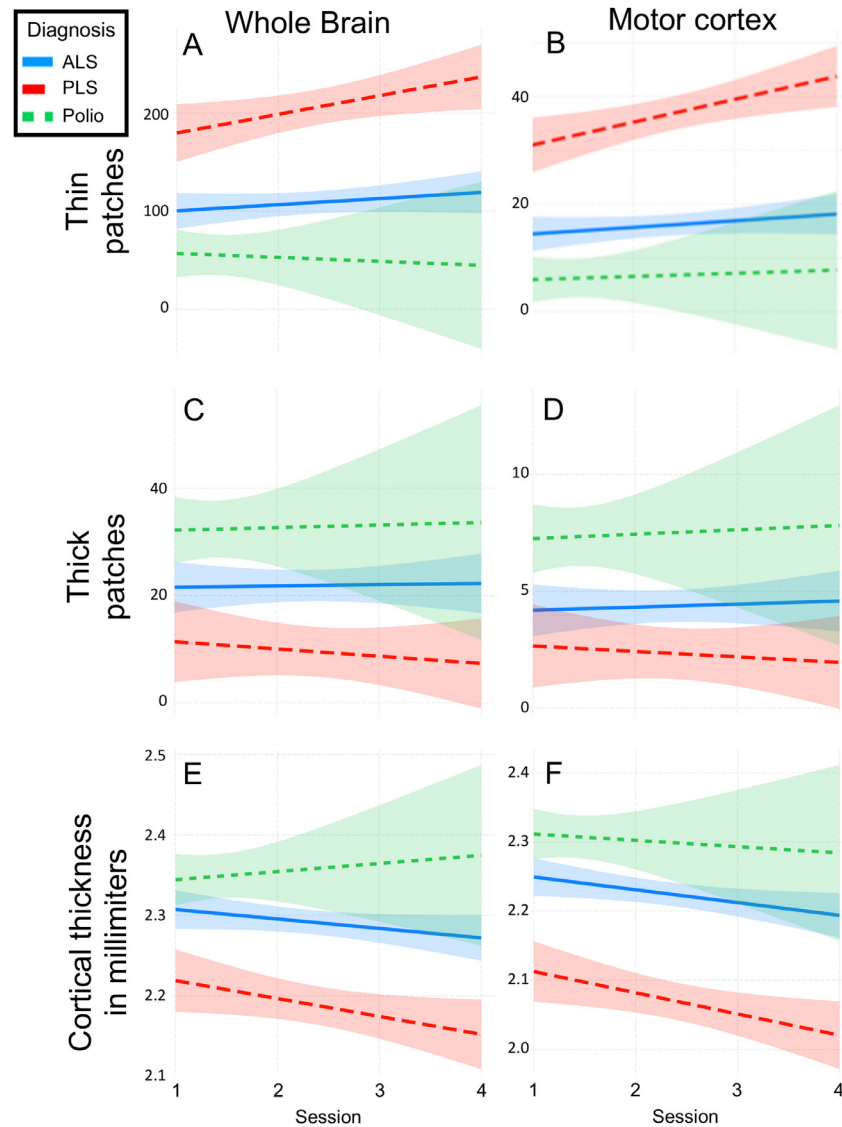 Diagnosis
ALS
PLS
Polio
Whole Brain
Motor cortex
Thin
patches
A
200
100
0
B
40
20
0
Thick
patches
C
40
20
0
D
10
5
0
Cortical thickness
in millimiters
E
2.5
2.4
2.3
2.2
2.1
1
2
3
4
Session
F
2.4
2.3
2.2
2.1
2.0
1
2
3
4
Session